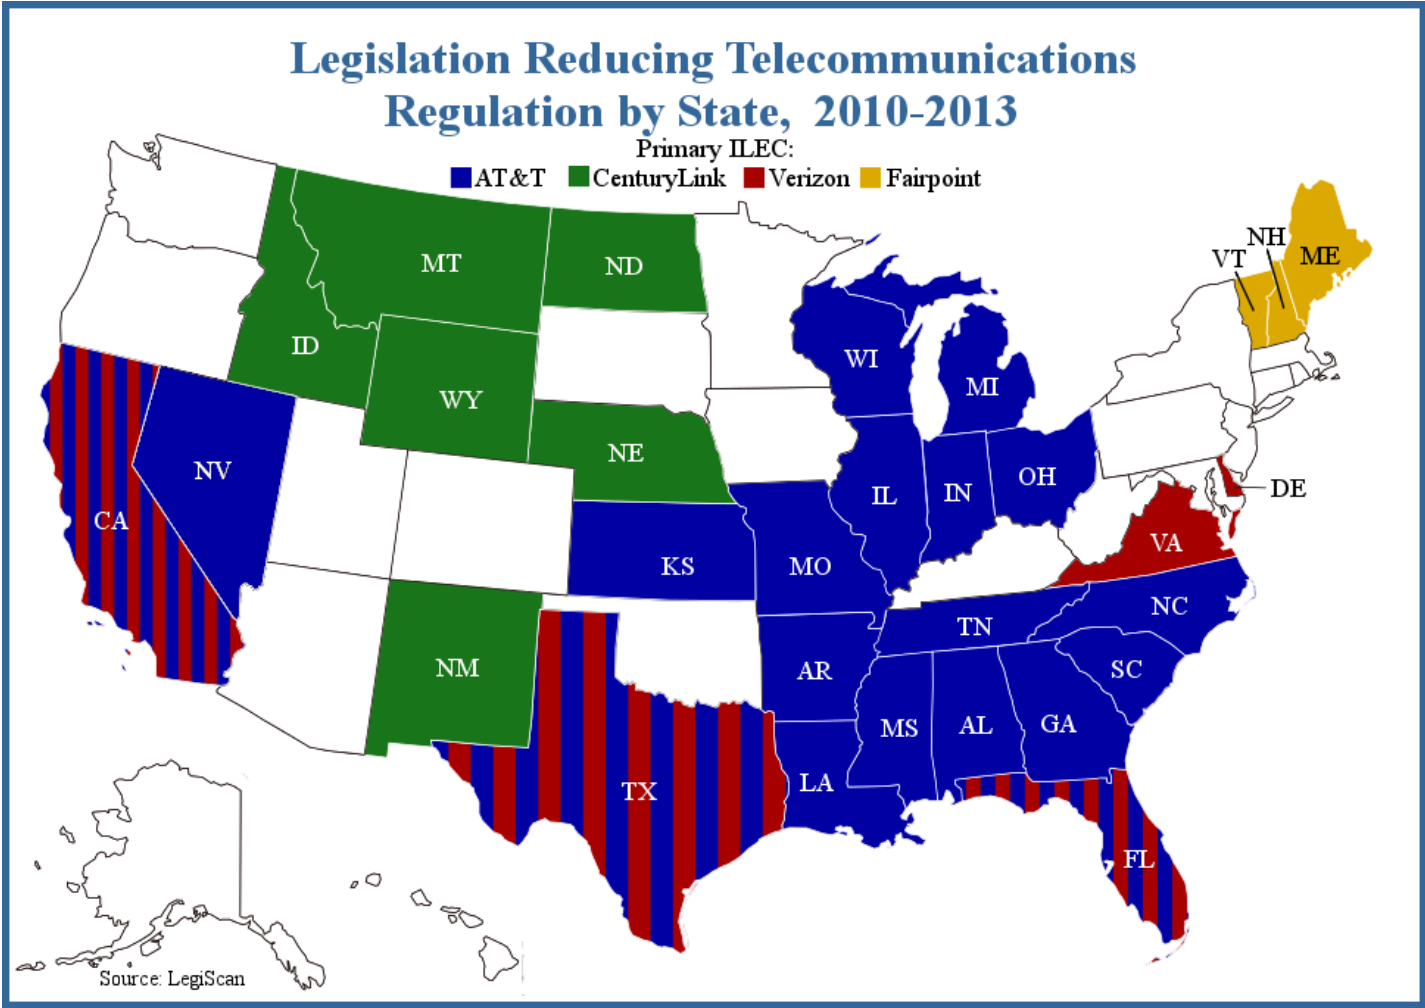 Legislation Reducing Telecommunications
Regulation by State, 2010-2013
Primary ILEC:
AT&T CenturyLink Verizon Fairpoint
NH
VT
ME
MT
ND
ID
WI
MI
WY
NE
NV
OH
IL
IN
DE
CA
VA
KS
MO
NC
TN
NM
AR
SC
MS
AL
GA
LA
TX
FL
Source: LegiScan